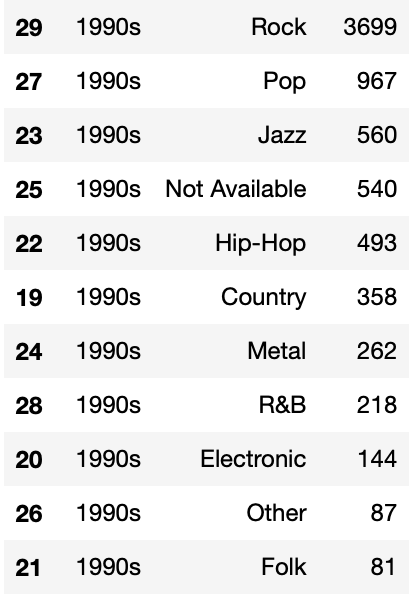 29 1990s Rock 3699
27 1990s Pop 967
23 1990s Jazz 560
25 1990s Not Available 540
22 1990s Hip-Hop 493
19 1990s Country 358
24 1990s Metal 262
28 1990s R&B 218
20 1990s Electronic 144
26 1990s Other 87
21 1990s Folk 81